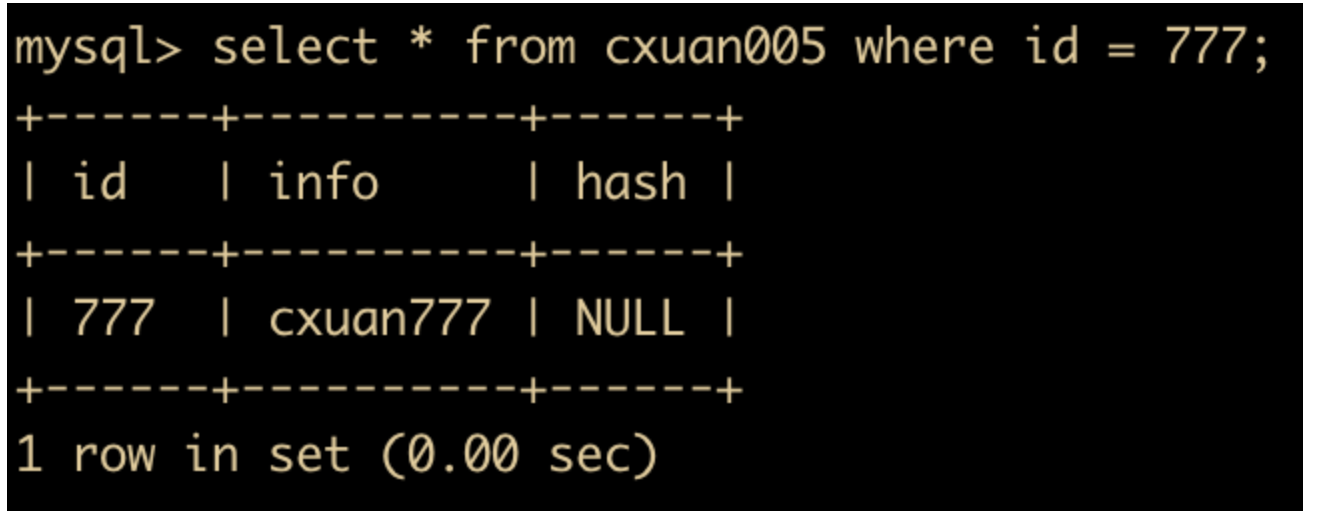 mysql> select * from cxuan005 where id = 777;
+------+----------+------+
| id   | info     | hash |
+------+----------+------+
| 777  | cxuan777 | NULL |
+------+----------+------+
1 row in set (0.00 sec)